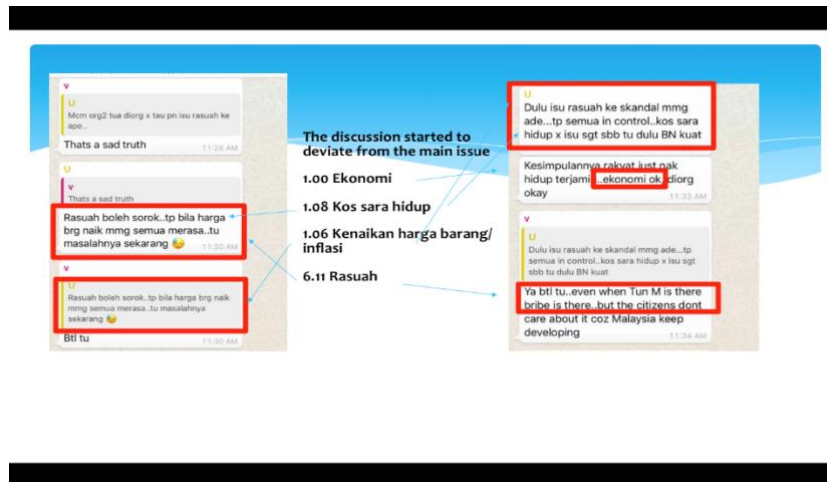 V
U
Mcm org2 tua diorg x tau pn isu rasuah ke
ape..
Thats a sad truth
11:28 AM
U
V
Thats a sad truth
Rasuah boleh sorok..tp bila harga
brg naik mmg semua merasa..tu
masalahnya sekarang 😥
11:30 AM
V
U
Rasuah boleh sorok..tp bila harga brg naik
mmg semua merasa..tu masalahnya
sekarang 😥
Btl tu
11:30 AM
The discussion started to
deviate from the main issue
1.00 Ekonomi
1.08 Kos sara hidup
1.06 Kenaikan harga barang/
inflasi
6.11 Rasuah
U
Dulu isu rasuah ke skandal mmg
ade...tp semua in control..kos sara
hidup x isu sgt sbb tu dulu BN kuat
Kesimpulannya rakyat just nak
hidup terjamin..ekonomi ok diorg
okay
11:33 AM
V
U
Dulu isu rasuah ke skandal mmg ade...tp
semua in control..kos sara hidup x isu sgt
sbb tu dulu BN kuat
Ya btl tu..even when Tun M is there
bribe is there..but the citizens dont
care about it coz Malaysia keep
developing
11:34 AM